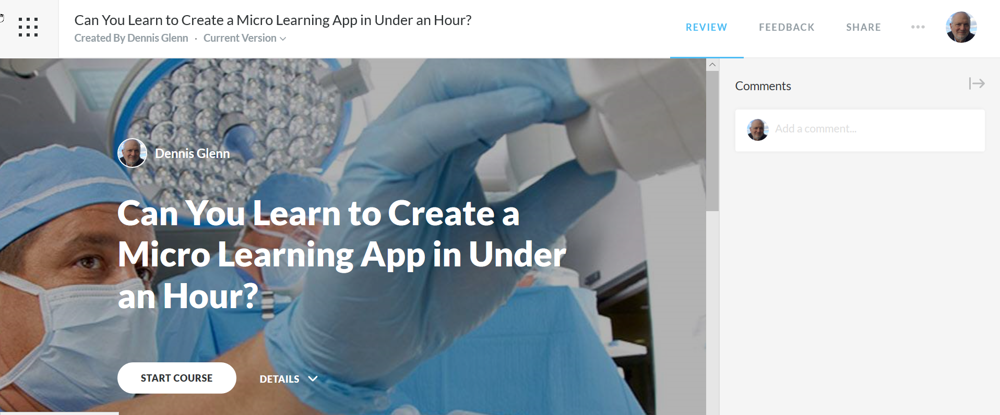 Can You Learn to Create a Micro Learning App in Under an Hour?
Created By Dennis Glenn · Current Version
REVIEW
FEEDBACK
SHARE
Comments
Add a comment...
Dennis Glenn
Can You Learn to Create a
Micro Learning App in Under
an Hour?
START COURSE
DETAILS